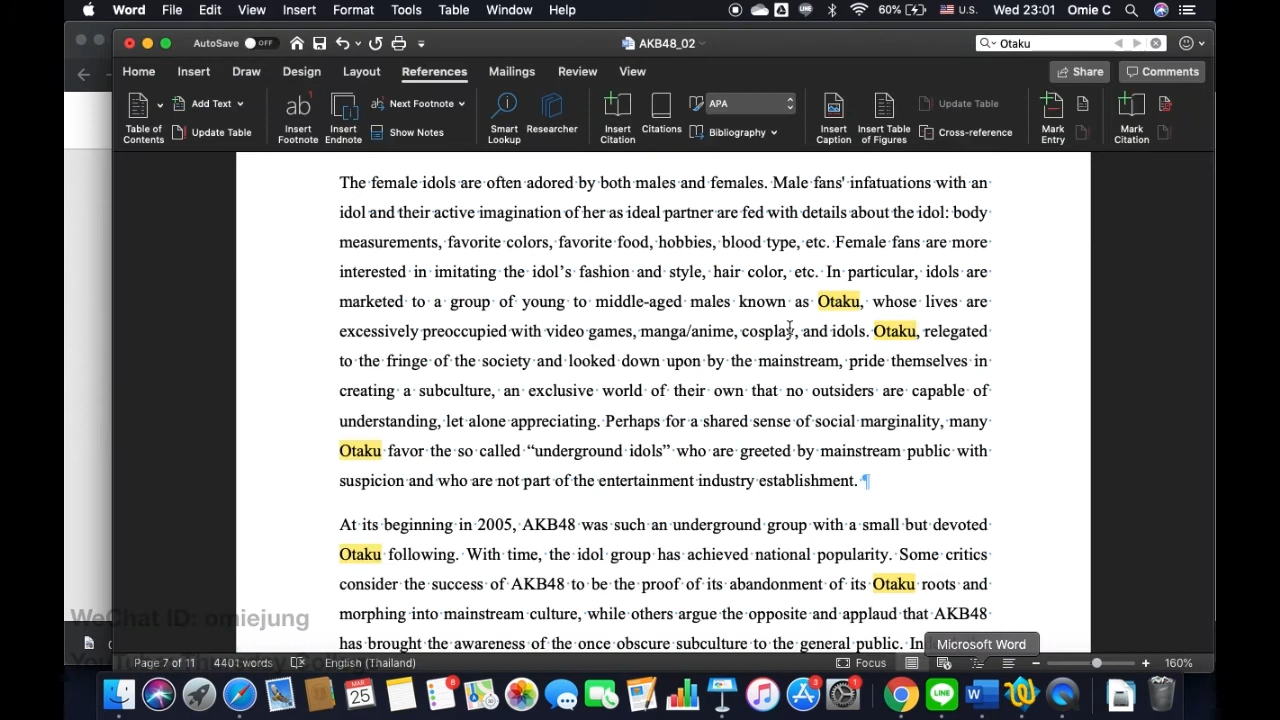 Word File Edit View Insert Format Tools Table Window Help 60% U.S. Wed 23:01 Omie C
AutoSave OFF AKB48_02 Otaku
Home Insert Draw Design Layout References Mailings Review View Share Comments
Table of Contents Add Text Update Table Insert Footnote Insert Endnote Next Footnote Show Notes Smart Lookup Researcher Insert Citation Citations APA Bibliography Insert Caption Insert Table of Figures Update Table Cross-reference Mark Entry Mark Citation
The female idols are often adored by both males and females. Male fans' infatuations with an
idol and their active imagination of her as ideal partner are fed with details about the idol: body
measurements, favorite colors, favorite food, hobbies, blood type, etc. Female fans are more
interested in imitating the idol's fashion and style, hair color, etc. In particular, idols are
marketed to a group of young to middle-aged males known as Otaku, whose lives are
excessively preoccupied with video games, manga/anime, cosplay, and idols. Otaku, relegated
to the fringe of the society and looked down upon by the mainstream, pride themselves in
creating a subculture, an exclusive world of their own that no outsiders are capable of
understanding, let alone appreciating. Perhaps for a shared sense of social marginality, many
Otaku favor the so called “underground idols” who are greeted by mainstream public with
suspicion and who are not part of the entertainment industry establishment. ¶
At its beginning in 2005, AKB48 was such an underground group with a small but devoted
Otaku following. With time, the idol group has achieved national popularity. Some critics
consider the success of AKB48 to be the proof of its abandonment of its Otaku roots and
morphing into mainstream culture, while others argue the opposite and applaud that AKB48
has brought the awareness of the once obscure subculture to the general public.
WeChat ID: omiejung
Microsoft Word
Page 7 of 11 4401 words English (Thailand) Focus 160%
MAR 25 8 3 LINE